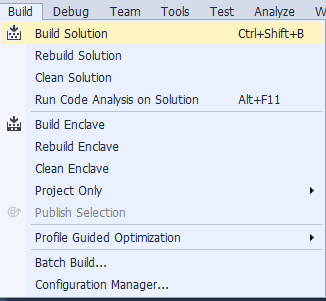 Build Debug Team Tools Test Analyze W
Build Solution Ctrl+Shift+B
Rebuild Solution
Clean Solution
Run Code Analysis on Solution Alt+F11
Build Enclave
Rebuild Enclave
Clean Enclave
Project Only
Publish Selection
Profile Guided Optimization
Batch Build...
Configuration Manager...